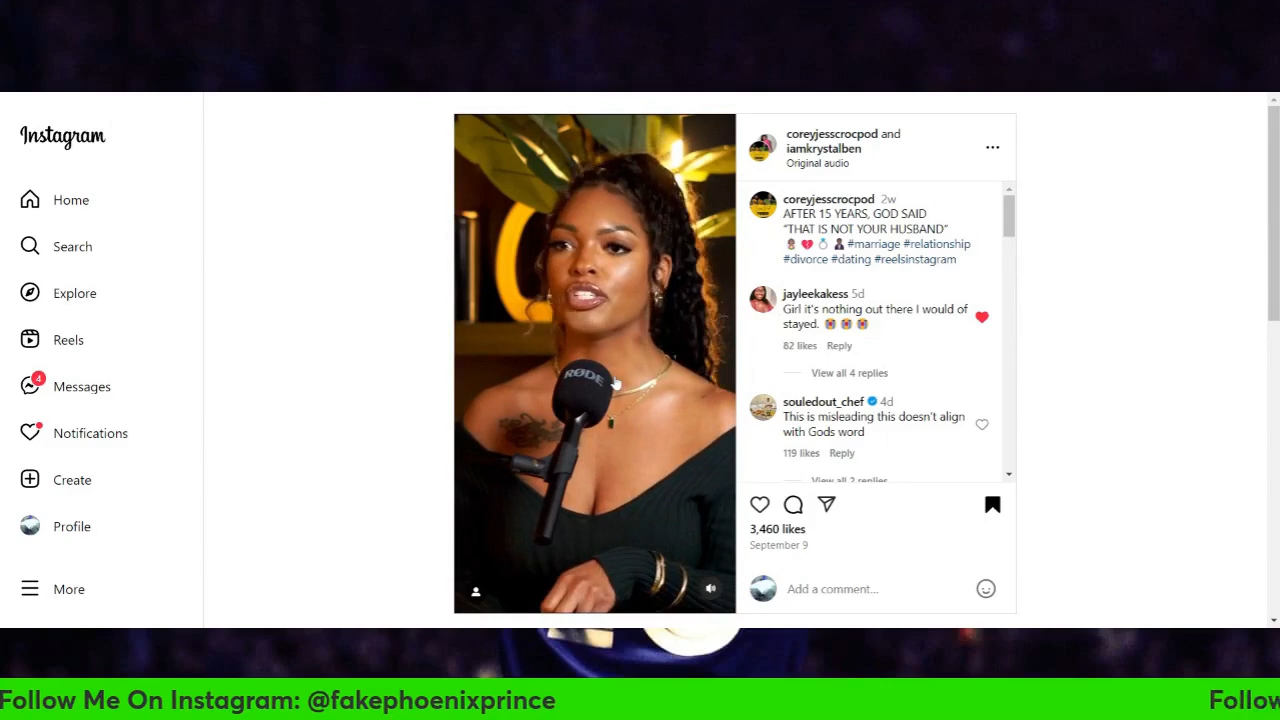 Instagram
Home
Search
Explore
Reels
4
Messages
Notifications
Create
Profile
More
RØDE
coreyjesscrocpod and
iamkrystalben
Original audio
coreyjesscrocpod 2w
AFTER 15 YEARS, GOD SAID
“THAT IS NOT YOUR HUSBAND”
#marriage #relationship
#divorce #dating #reelsinstagram
jayleekakess 5d
Girl it's nothing out there I would of
stayed.
82 likes Reply
View all 4 replies
souledout_chef 4d
This is misleading this doesn’t align
with Gods word
119 likes Reply
View all 2 replies
3,460 likes
September 9
Add a comment...
Follow Me On Instagram: @fakephoenixprince
Follow